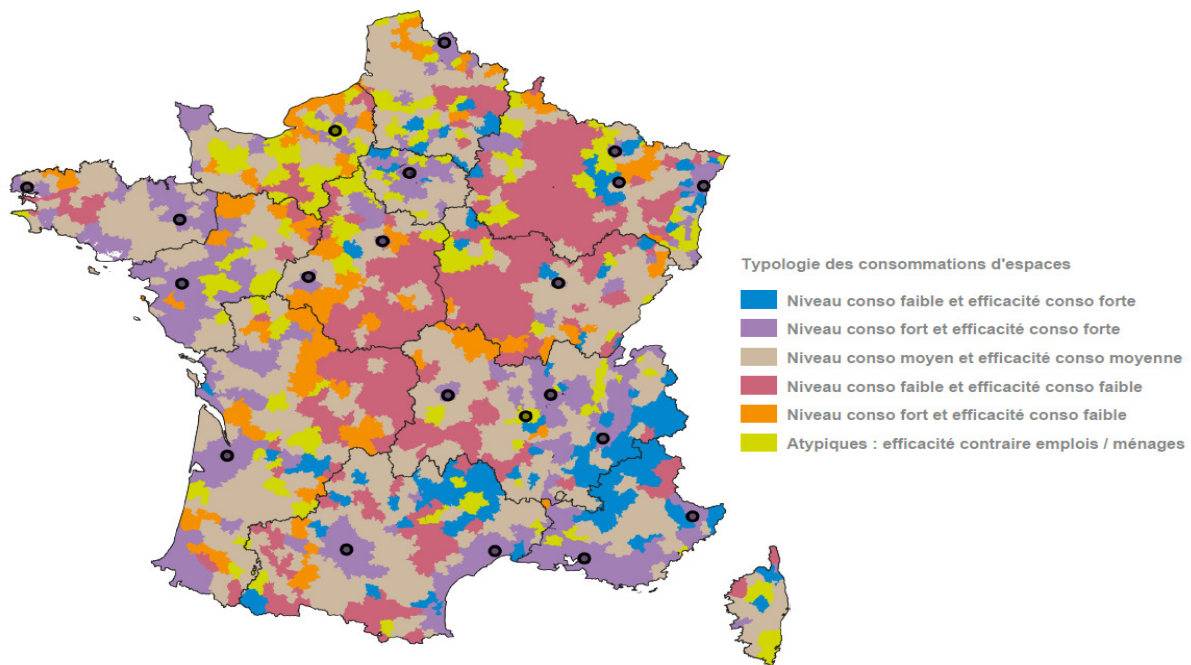 Typologie des consommations d'espaces
Niveau conso faible et efficacité conso forte
Niveau conso fort et efficacité conso forte
Niveau conso moyen et efficacité conso moyenne
Niveau conso faible et efficacité conso faible
Niveau conso fort et efficacité conso faible
Atypiques : efficacité contraire emplois / ménages